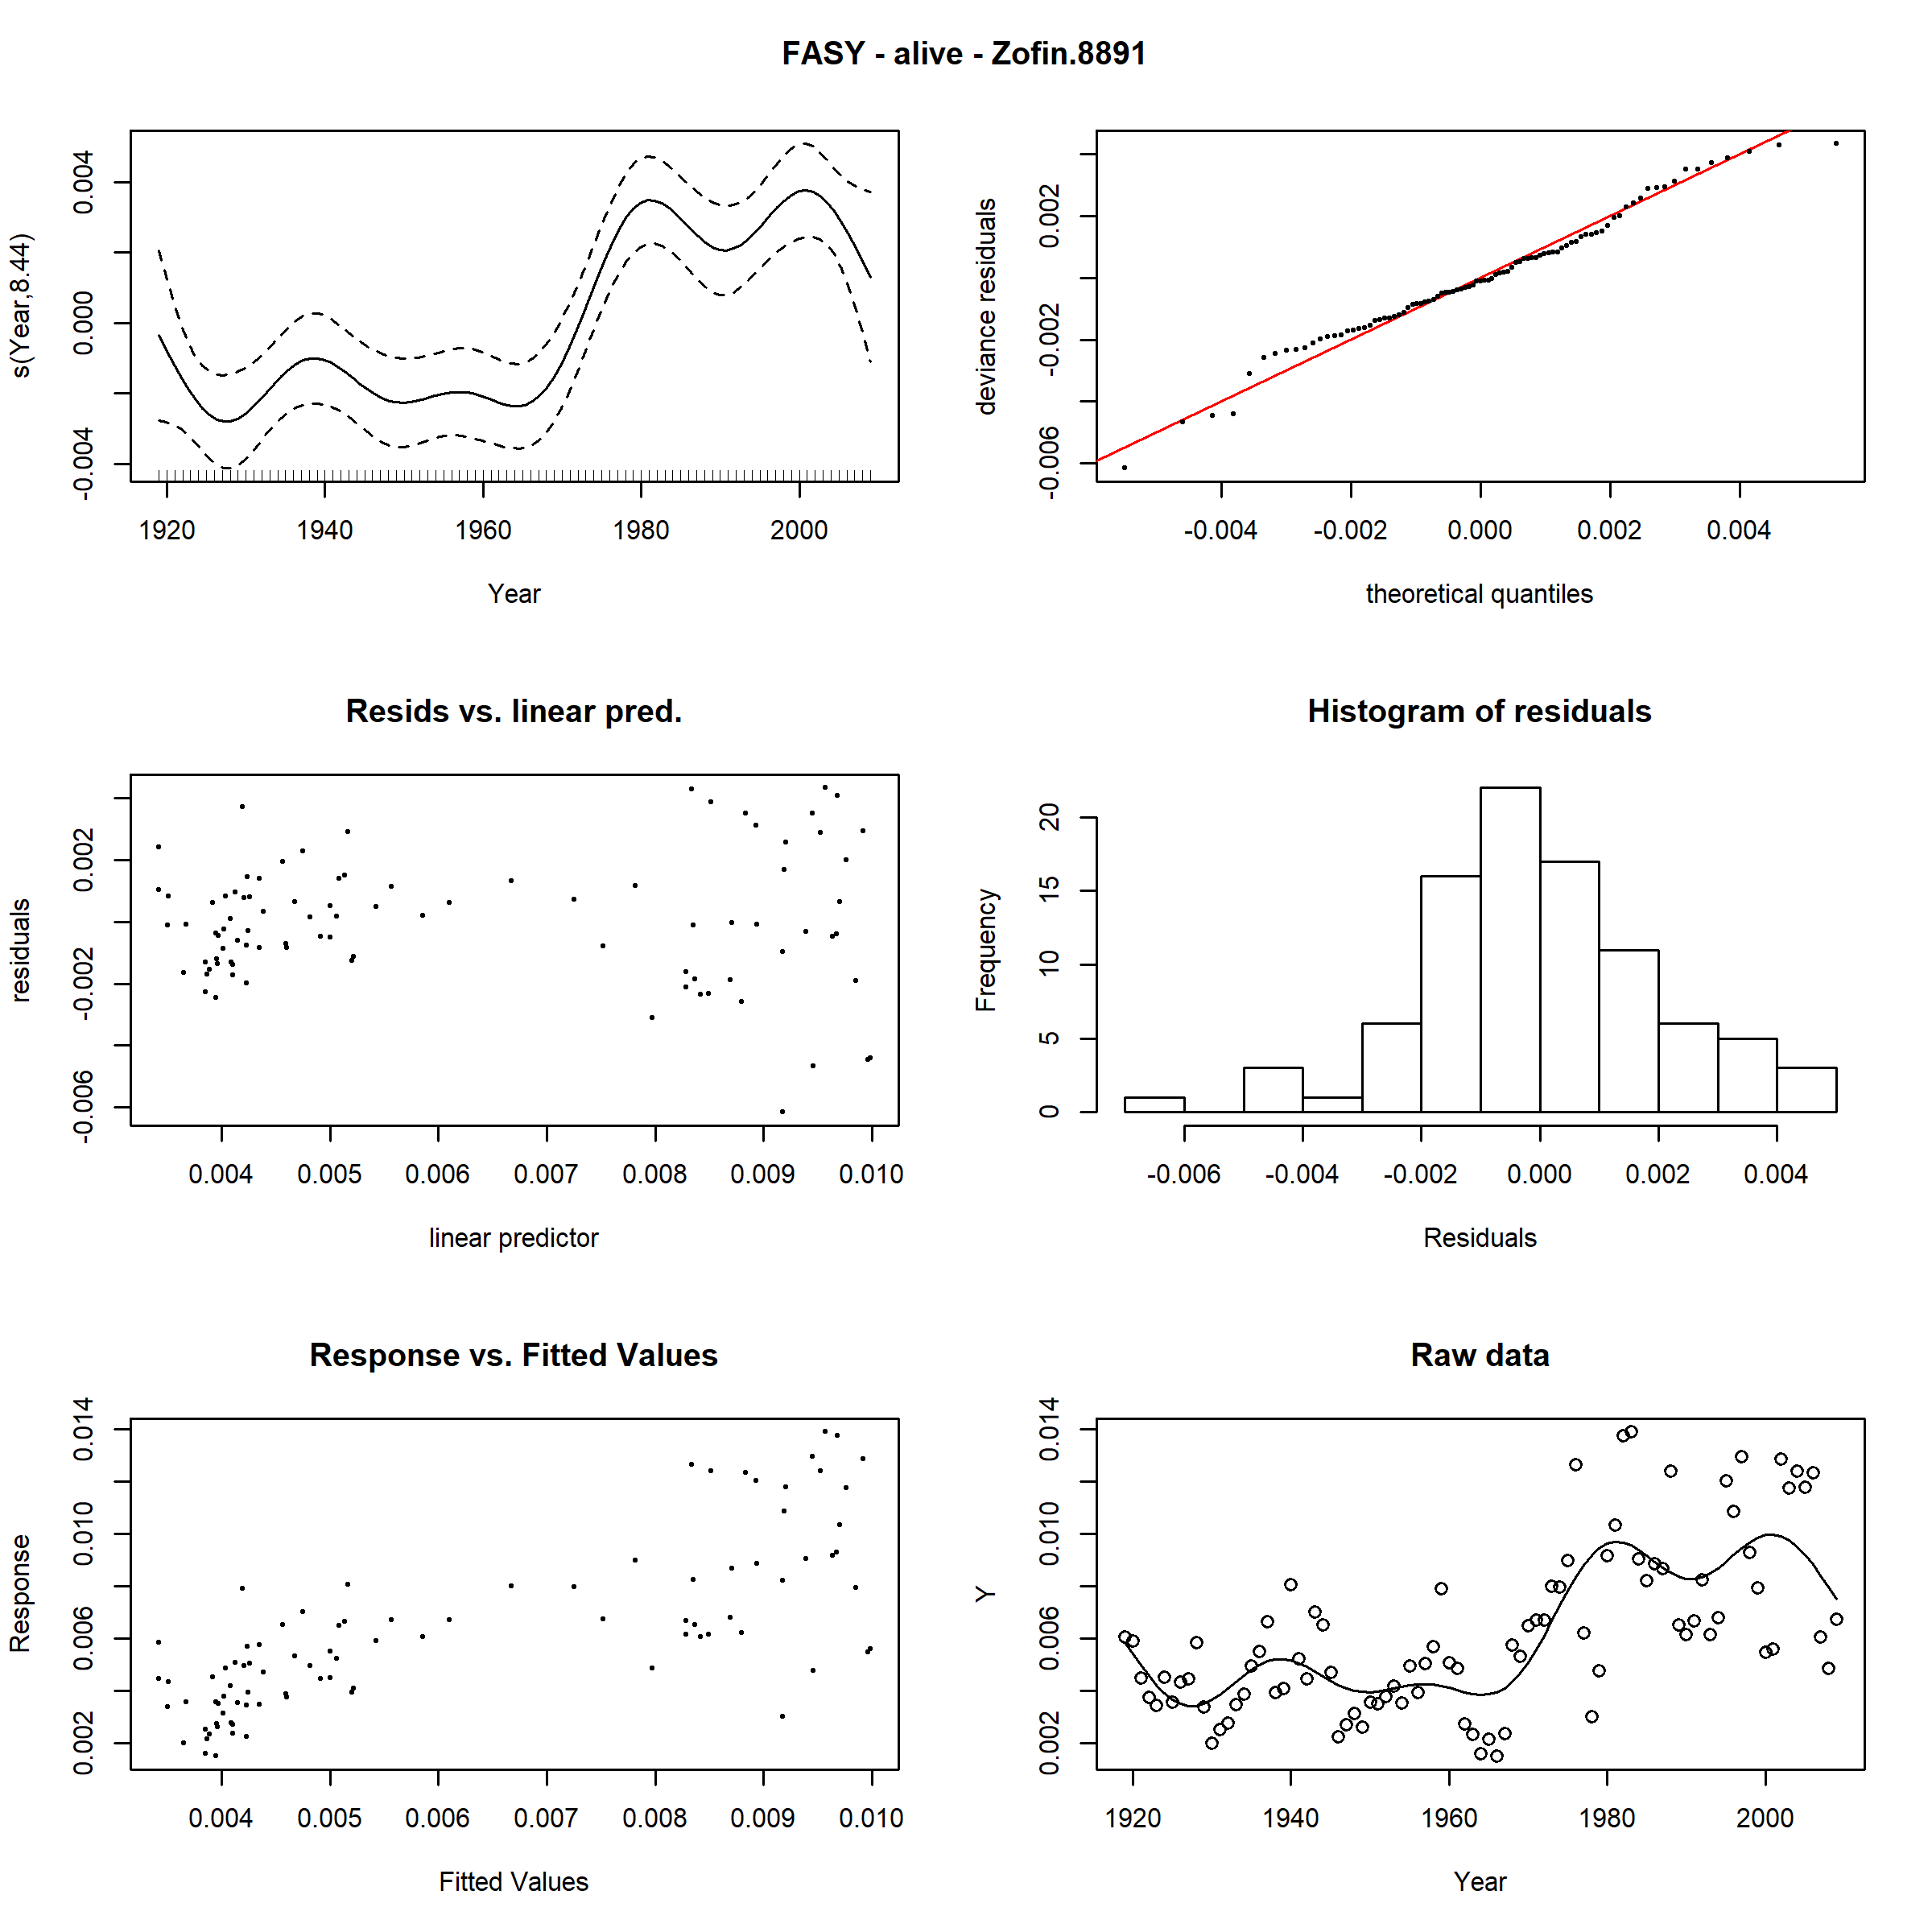 FASY - alive - Zofin.8891
s(Year,8.44)
0.004
0.000
-0.004
1920 1940 1960 1980 2000
Year
deviance residuals
0.002
-0.002
-0.006
-0.004 -0.002 0.000 0.002 0.004
theoretical quantiles
Resids vs. linear pred.
residuals
0.002
-0.002
-0.006
0.004 0.005 0.006 0.007 0.008 0.009 0.010
linear predictor
Histogram of residuals
Frequency
20
15
10
5
0
-0.006 -0.004 -0.002 0.000 0.002 0.004
Residuals
Response vs. Fitted Values
Response
0.014
0.010
0.006
0.002
0.004 0.005 0.006 0.007 0.008 0.009 0.010
Fitted Values
Raw data
Y
0.014
0.010
0.006
0.002
1920 1940 1960 1980 2000
Year